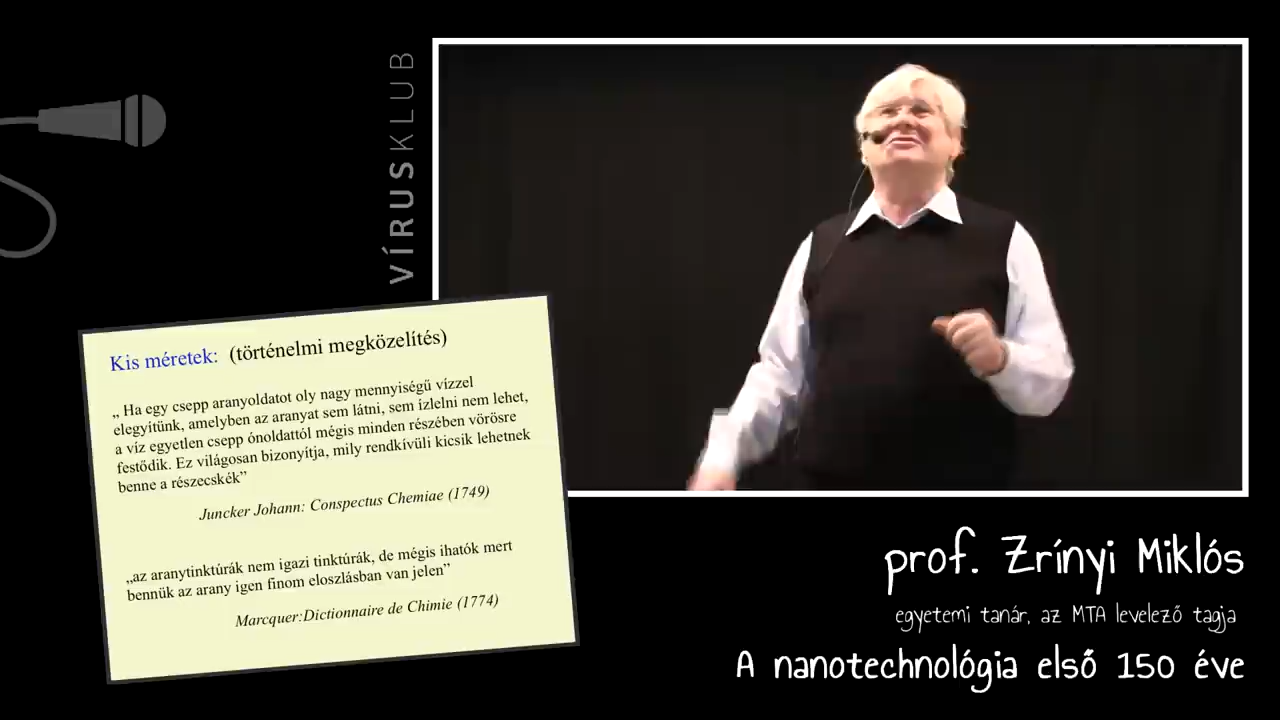 VÍRUSKLUB
Kis méretek: (történelmi megközelítés)
„ Ha egy csepp aranyoldatot oly nagy mennyiségű vízzel
elegyítünk, amelyben az aranyat sem látni, sem ízlelni nem lehet,
a víz egyetlen csepp ónoldattól mégis minden részében vörösre
festődik. Ez világosan bizonyítja, mily rendkívüli kicsik lehetnek
benne a részecskék”
Juncker Johann: Conspectus Chemiae (1749)
„az aranytinktúrák nem igazi tinktúrák, de mégis ihatók mert
bennük az arany igen finom eloszlásban van jelen”
Marcquer:Dictionnaire de Chimie (1774)
prof. Zrínyi Miklós
egyetemi tanár, az MTA levelező tagja
A nanotechnológia első 150 éve